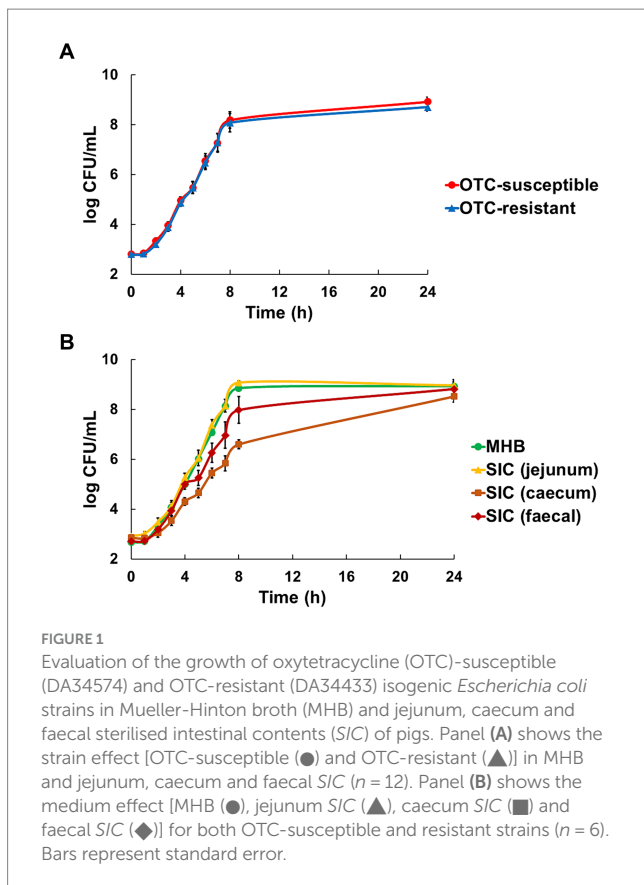 A
10
8
6
4
2
log CFU/mL
0 4 8 12 16 20 24
Time (h)
OTC-susceptible
OTC-resistant
B
10
8
6
4
2
log CFU/mL
0 4 8 12 16 20 24
Time (h)
MHB
SIC (jejunum)
SIC (caecum)
SIC (faecal)
FIGURE 1
Evaluation of the growth of oxytetracycline (OTC)-susceptible
(DA34574) and OTC-resistant (DA34433) isogenic Escherichia coli
strains in Mueller-Hinton broth (MHB) and jejunum, caecum and
faecal sterilised intestinal contents (SIC) of pigs. Panel (A) shows the
strain effect [OTC-susceptible (●) and OTC-resistant (▲)] in MHB
and jejunum, caecum and faecal SIC (n = 12). Panel (B) shows the
medium effect [MHB (●), jejunum SIC (▲), caecum SIC (■) and
faecal SIC (◆)] for both OTC-susceptible and resistant strains (n = 6).
Bars represent standard error.